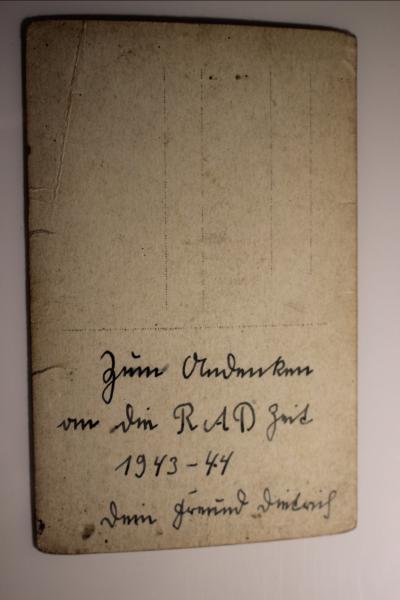 Zum Andenken
an die RAD Zeit
1943-44
Dein Freund Dietrich